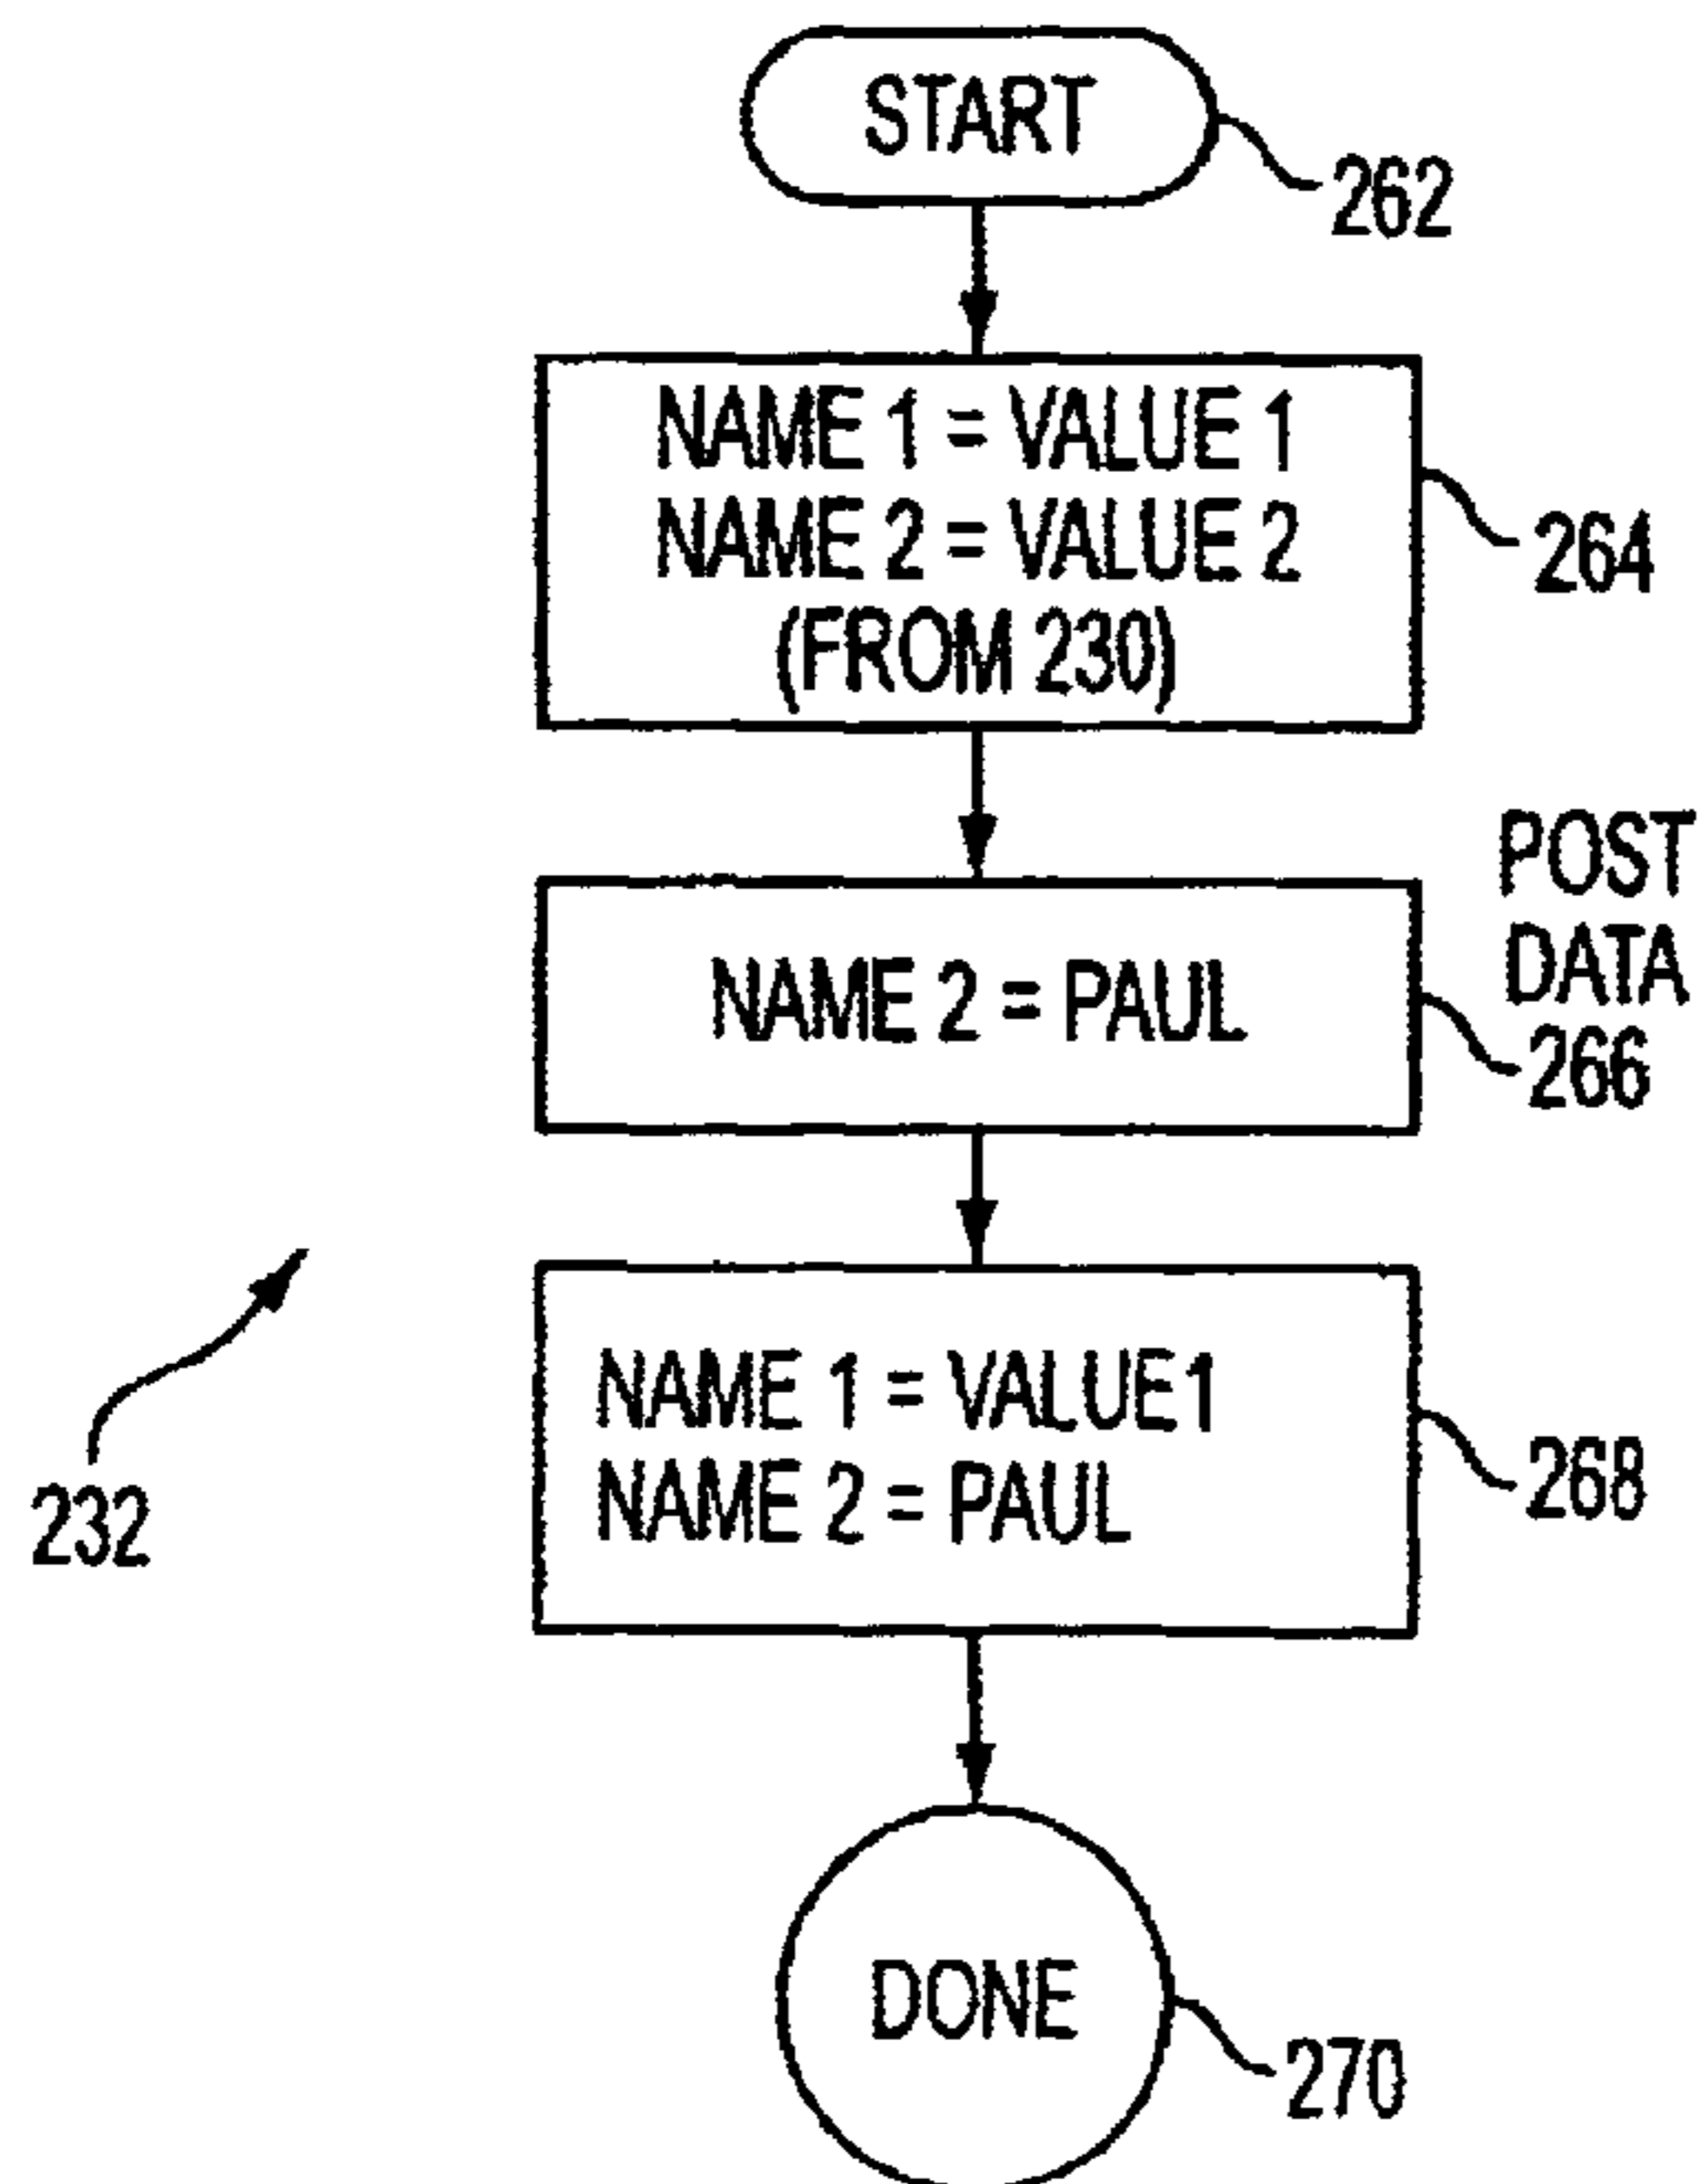 START
262
NAME 1 = VALUE 1
NAME 2 = VALUE 2
(FROM 230)
264
POST
DATA
266
NAME 2 = PAUL
NAME 1 = VALUE1
NAME 2 = PAUL
268
232
DONE
270